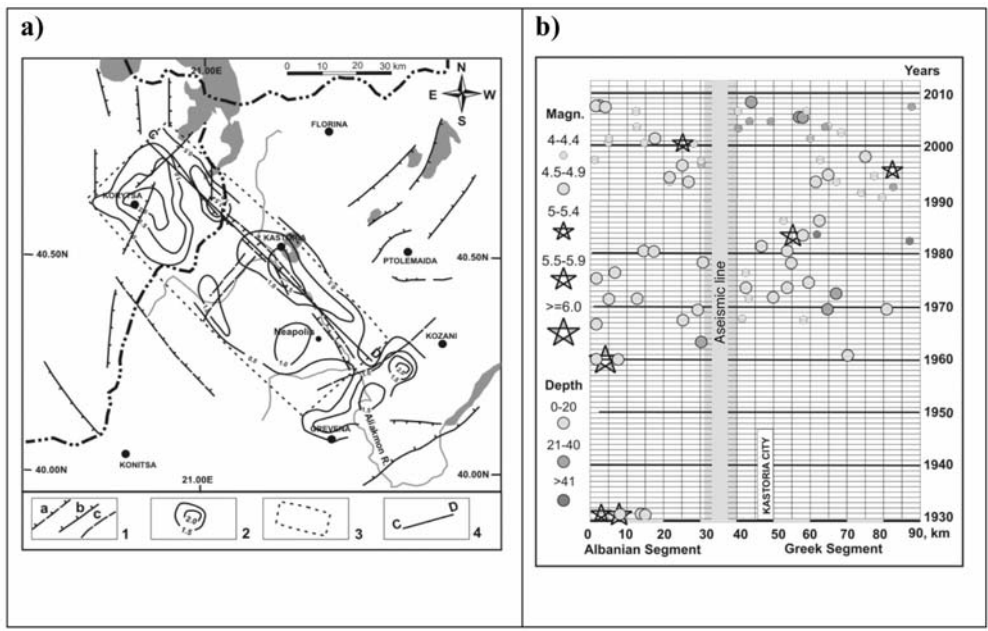 a)
21.00E
0 10 20 30 km
N
E W
S
FLORINA
C
KORYTSA
KASTORIA
40.50N
40.50N
PTOLEMAIDA
Neapolis
KOZANI
D
Aliakmon R.
GREVENA
KONITSA
40.00N
40.00N
21.00E
a b c 1
2.0
1.5
2
3
C D 4
b)
Years
Magn.
4-4.4
4.5-4.9
5-5.4
5.5-5.9
>=6.0
Depth
0-20
21-40
>41
2010
2000
1990
1980
1970
1960
1950
1940
1930
Aseismic line
KASTORIA CITY
0 10 20 30 40 50 60 70 80 90, km
Albanian Segment Greek Segment